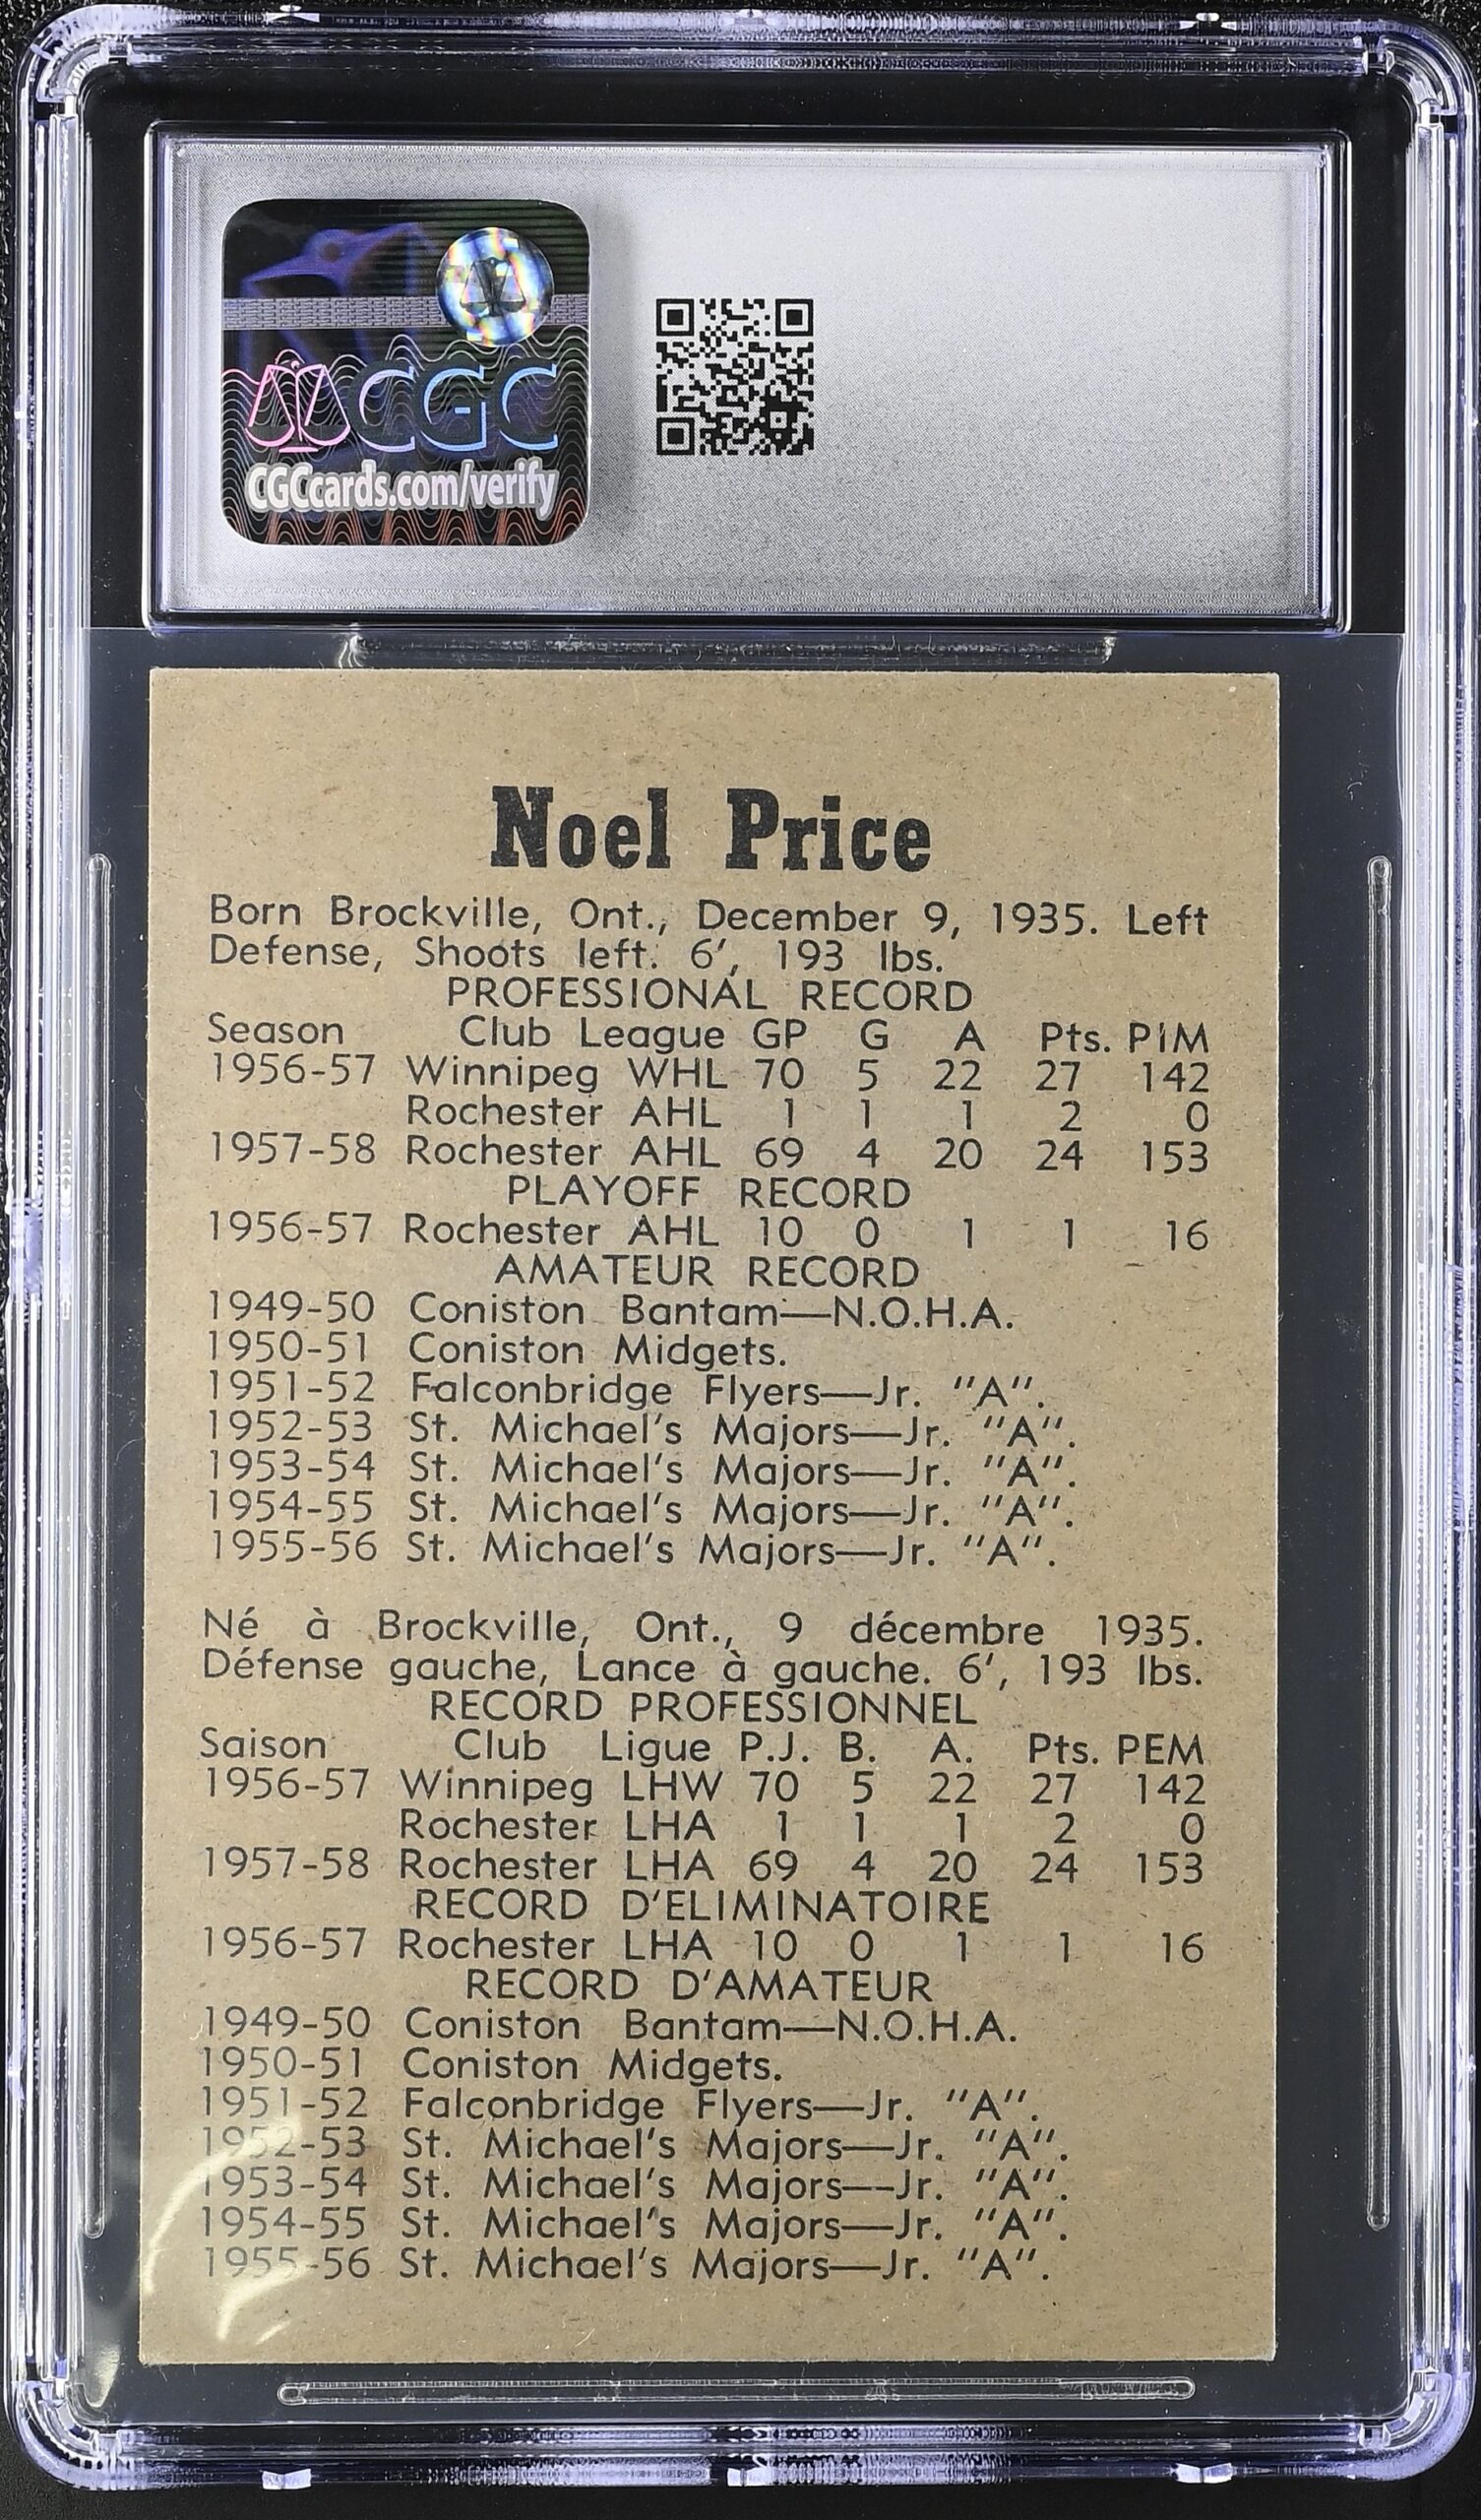 CGC
CGCcards.com/verify
Noel Price
Born Brockville, Ont., December 9, 1935. Left
Defense, Shoots left. 6', 193 lbs.
PROFESSIONAL RECORD
Season Club League GP G A Pts. PIM
1956-57 Winnipeg WHL 70 5 22 27 142
Rochester AHL 1 1 1 2 0
1957-58 Rochester AHL 69 4 20 24 153
PLAYOFF RECORD
1956-57 Rochester AHL 10 0 1 1 16
AMATEUR RECORD
1949-50 Coniston Bantam—N.O.H.A.
1950-51 Coniston Midgets.
1951-52 Falconbridge Flyers—Jr. "A".
1952-53 St. Michael's Majors—Jr. "A".
1953-54 St. Michael's Majors—Jr. "A".
1954-55 St. Michael's Majors—Jr. "A".
1955-56 St. Michael's Majors—Jr. "A".
Né à Brockville, Ont., 9 décembre 1935.
Défense gauche, Lance à gauche. 6', 193 lbs.
RECORD PROFESSIONNEL
Saison Club Ligue P.J. B. A. Pts. PEM
1956-57 Winnipeg LHW 70 5 22 27 142
Rochester LHA 1 1 1 2 0
1957-58 Rochester LHA 69 4 20 24 153
RECORD D'ELIMINATOIRE
1956-57 Rochester LHA 10 0 1 1 16
RECORD D'AMATEUR
1949-50 Coniston Bantam—N.O.H.A.
1950-51 Coniston Midgets.
1951-52 Falconbridge Flyers—Jr. "A".
1952-53 St. Michael's Majors—Jr. "A".
1953-54 St. Michael's Majors—Jr. "A".
1954-55 St. Michael's Majors—Jr. "A".
1955-56 St. Michael's Majors—Jr. "A".